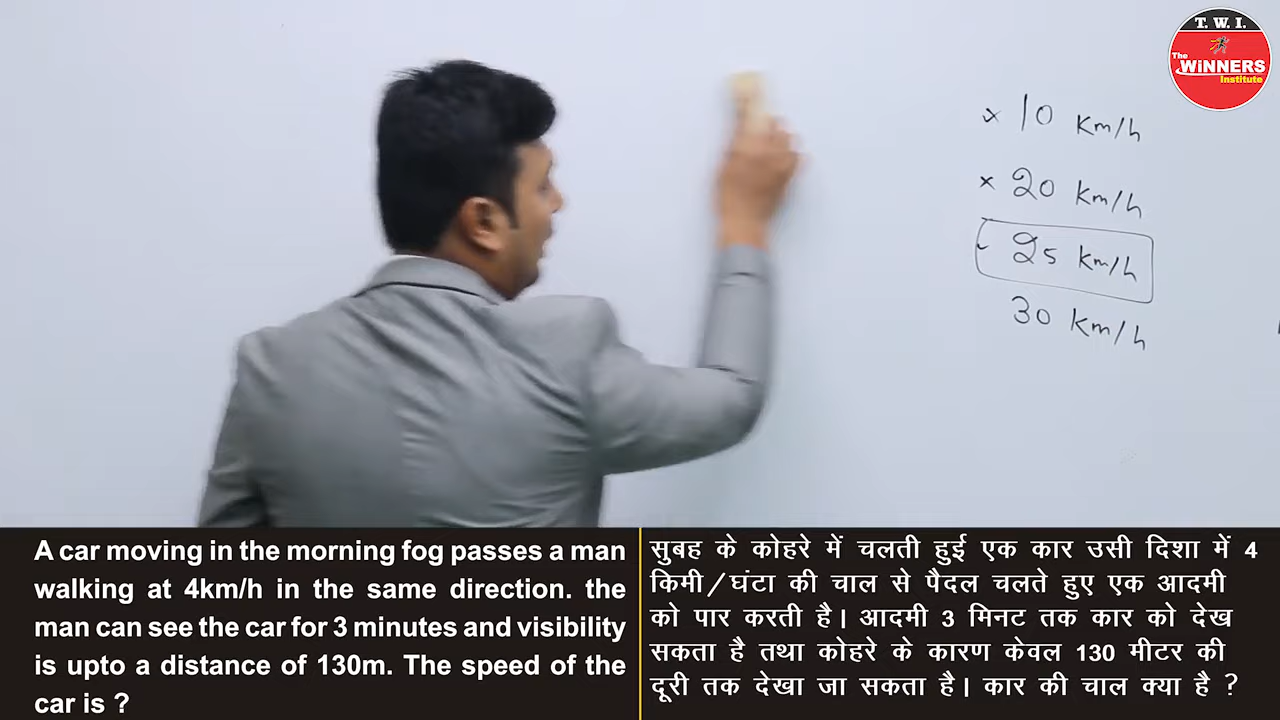 T. W. I.
The
WiNNERS
Institute
× 10 Km/h
× 20 Km/h
✓ 25 Km/h
30 Km/h
A car moving in the morning fog passes a man
walking at 4km/h in the same direction. the
man can see the car for 3 minutes and visibility
is upto a distance of 130m. The speed of the
car is ?
सुबह के कोहरे में चलती हुई एक कार उसी दिशा में 4
किमी/घंटा की चाल से पैदल चलते हुए एक आदमी
को पार करती है। आदमी 3 मिनट तक कार को देख
सकता है तथा कोहरे के कारण केवल 130 मीटर की
दूरी तक देखा जा सकता है। कार की चाल क्या है ?